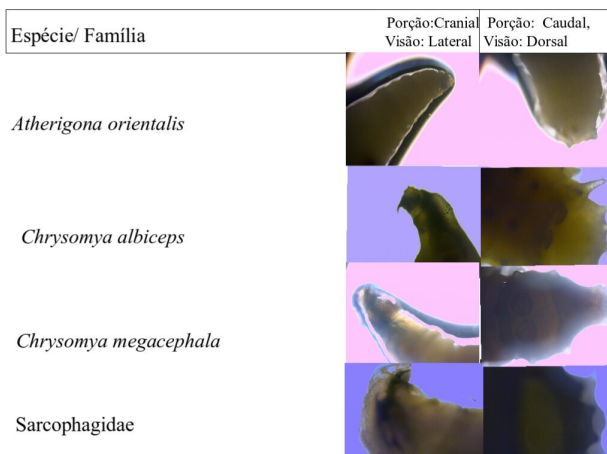 Espécie/ Família
Porção:Cranial
Visão: Lateral
Porção: Caudal,
Visão: Dorsal
Atherigona orientalis
Chrysomya albiceps
Chrysomya megacephala
Sarcophagidae